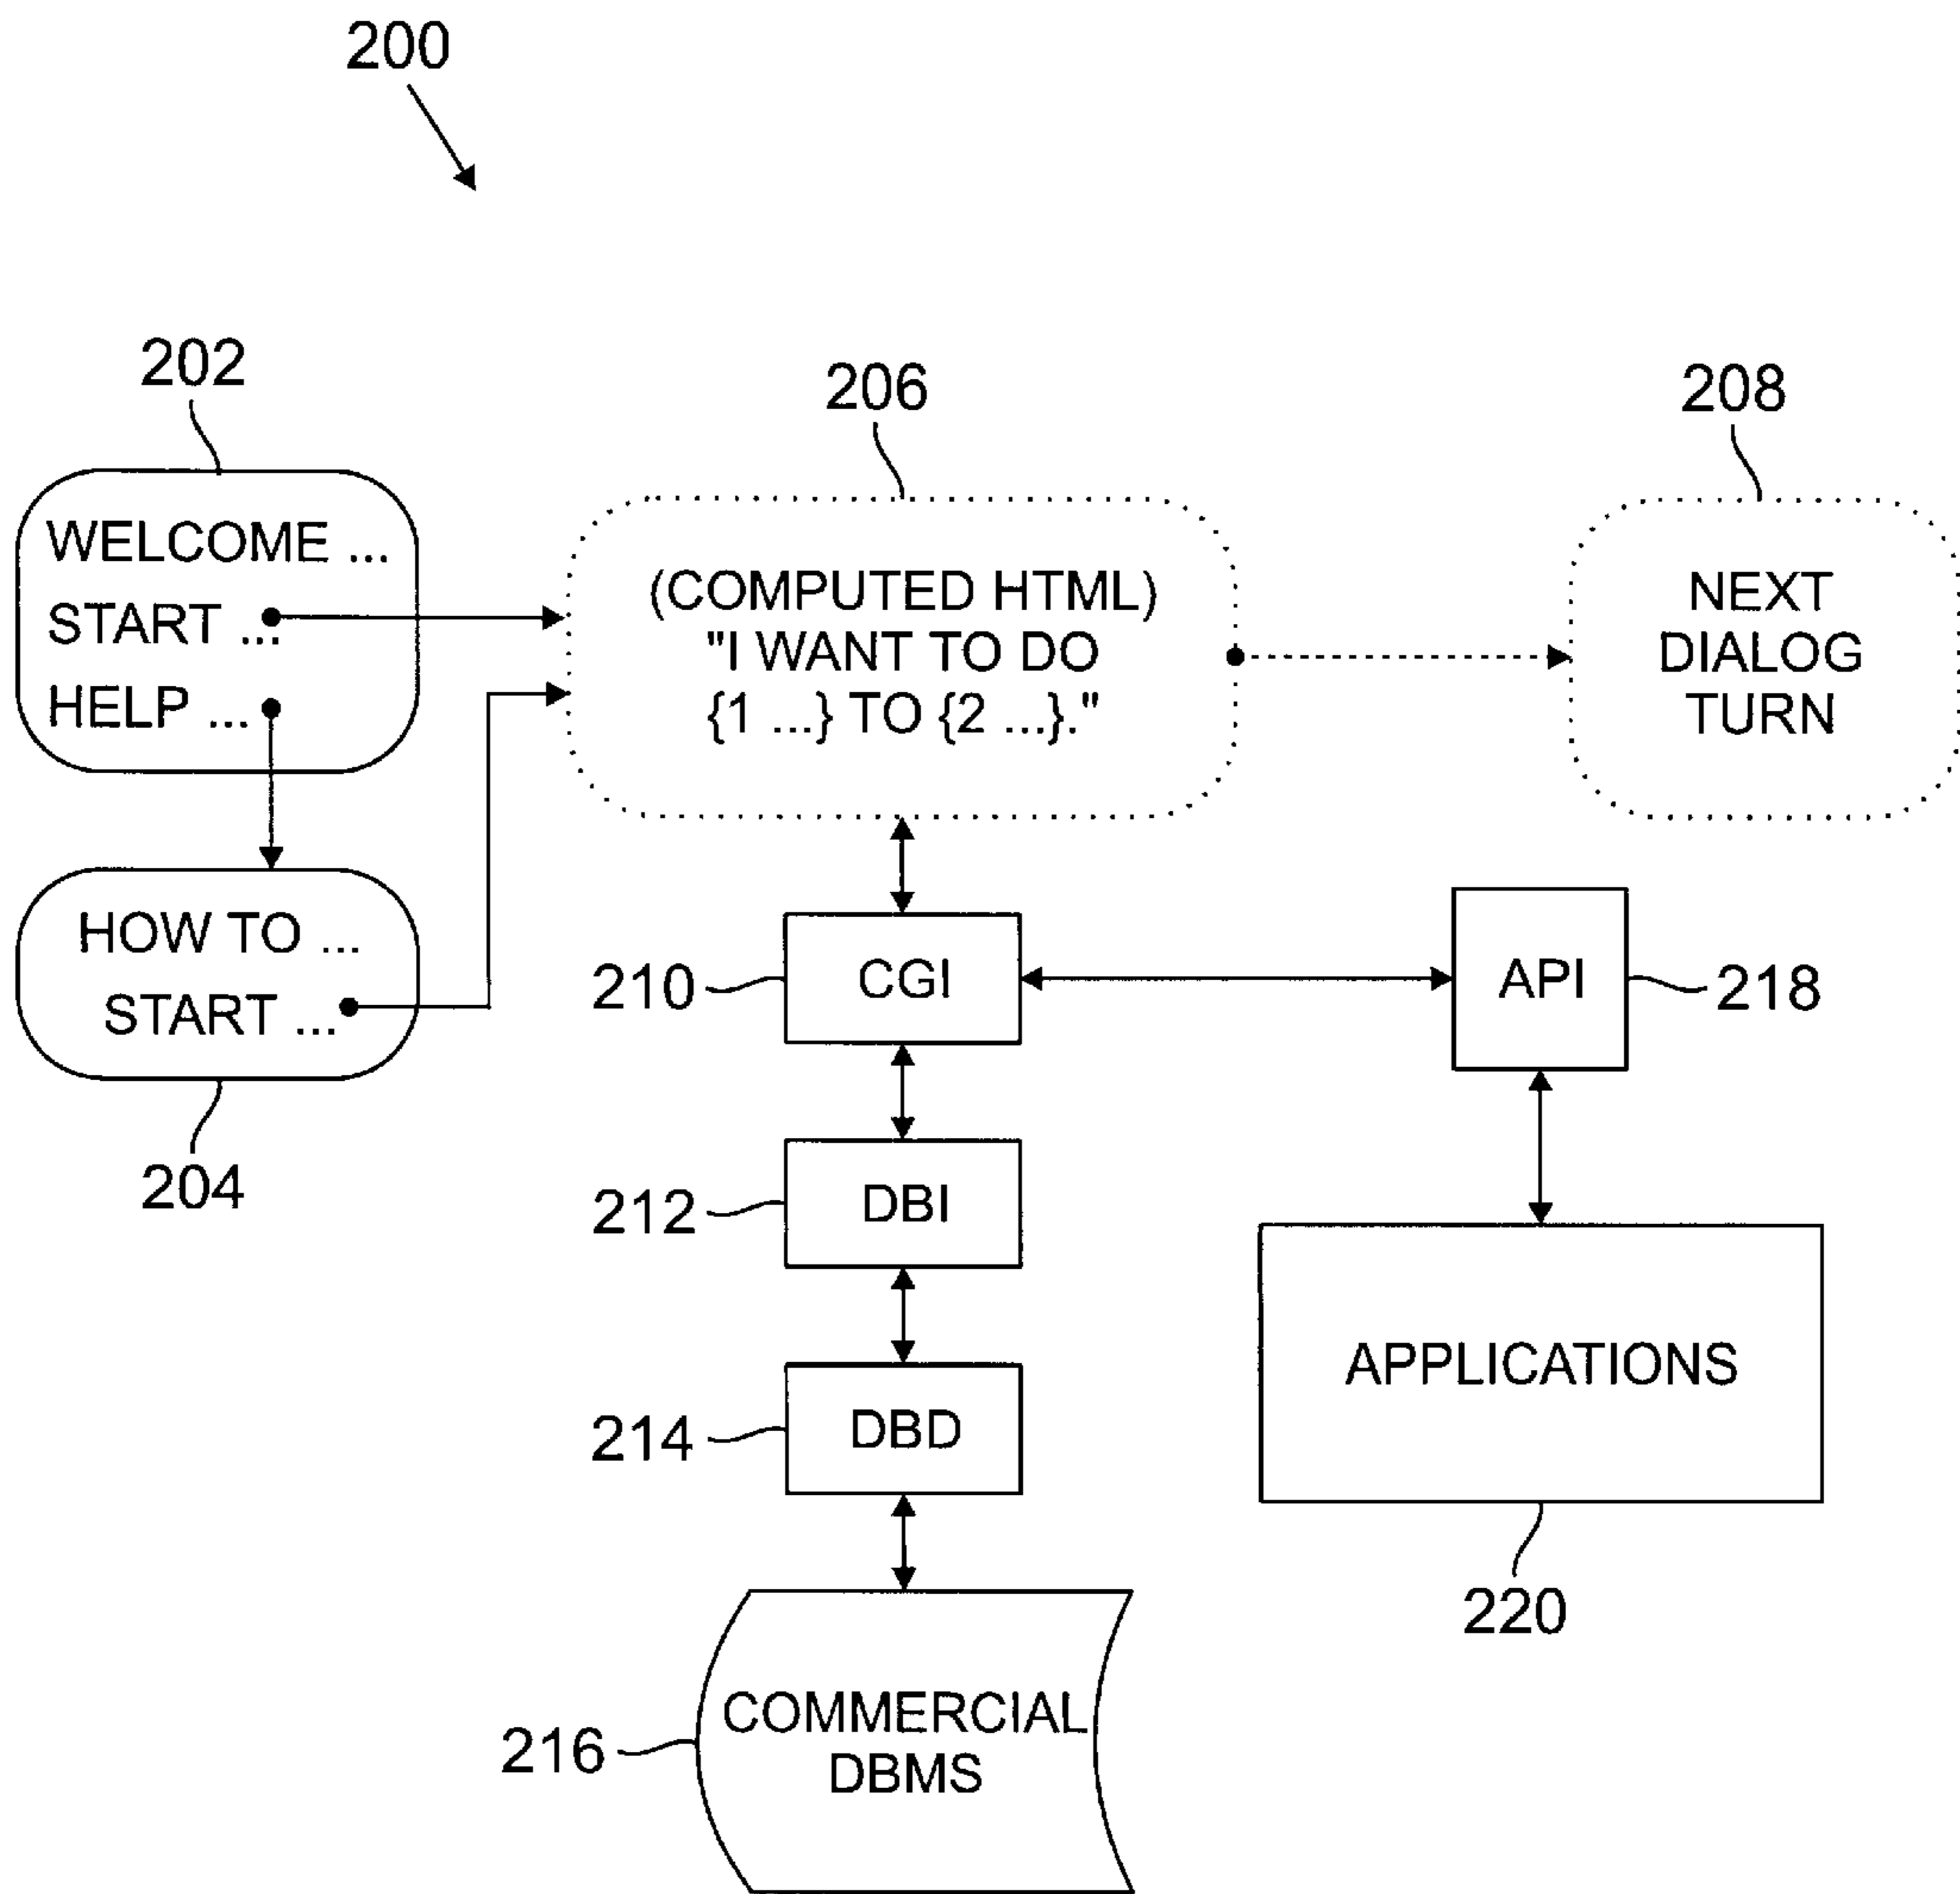 200
202
206
208
WELCOME ...
START ...
HELP ...
(COMPUTED HTML)
"I WANT TO DO
{1 ...} TO {2 ...}."
NEXT
DIALOG
TURN
HOW TO ...
START ...
204
210
CGI
API
218
212
DBI
214
DBD
APPLICATIONS
220
216
COMMERCIAL
DBMS